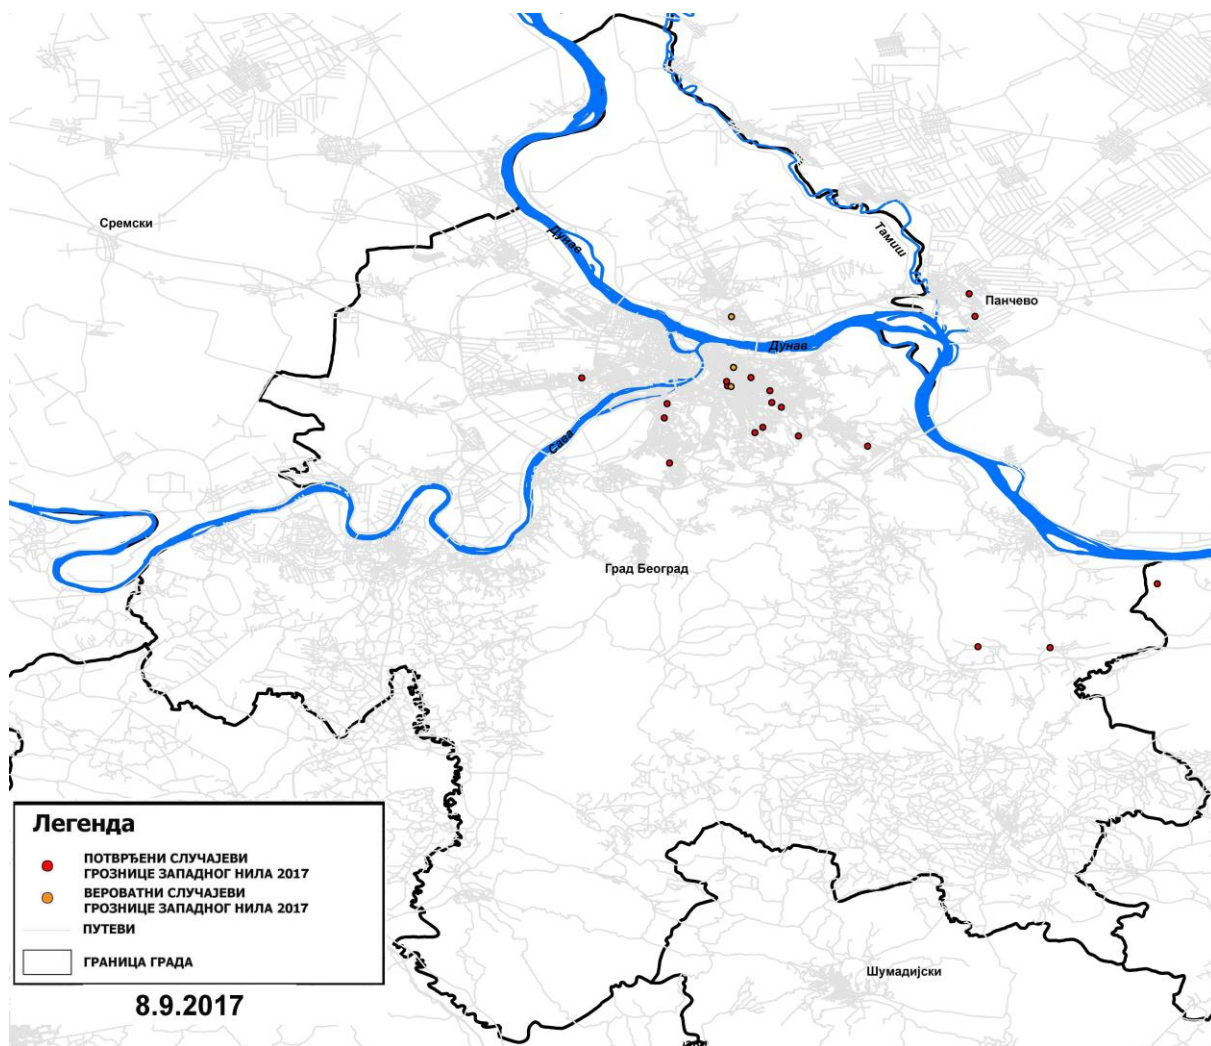 Сремски
Дунав
Тамиш
Панчево
Дунав
Сава
Град Београд
Легенда
ПОТВРЂЕНИ СЛУЧАЈЕВИ
ГРОЗНИЦЕ ЗАПАДНОГ НИЛА 2017
ВЕРОВАТНИ СЛУЧАЈЕВИ
ГРОЗНИЦЕ ЗАПАДНОГ НИЛА 2017
ПУТЕВИ
ГРАНИЦА ГРАДА
8.9.2017
Шумадијски